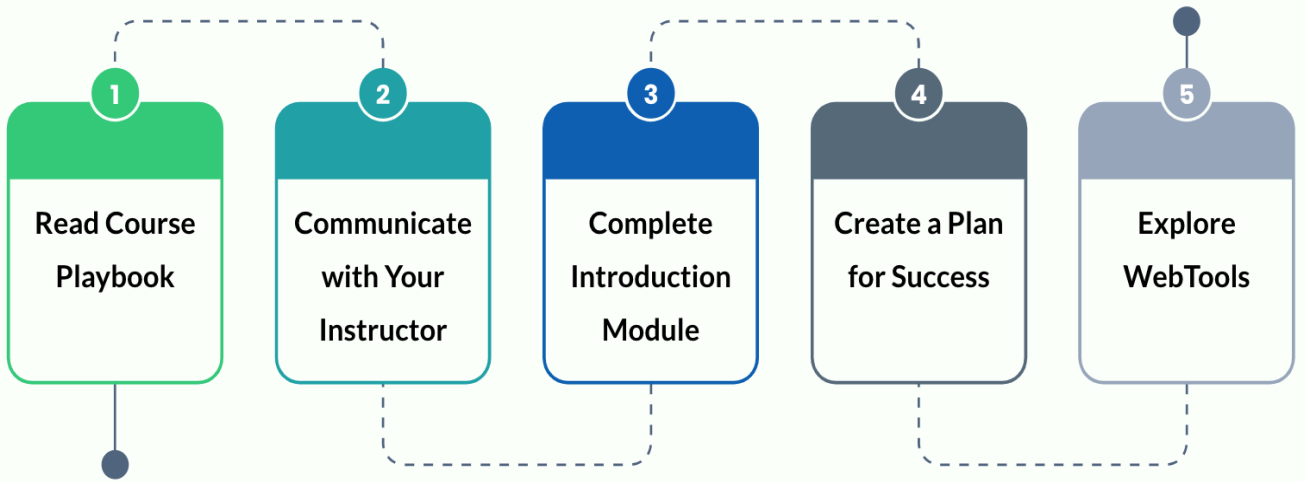 1
Read Course
Playbook
2
Communicate
with Your
Instructor
3
Complete
Introduction
Module
4
Create a Plan
for Success
5
Explore
WebTools